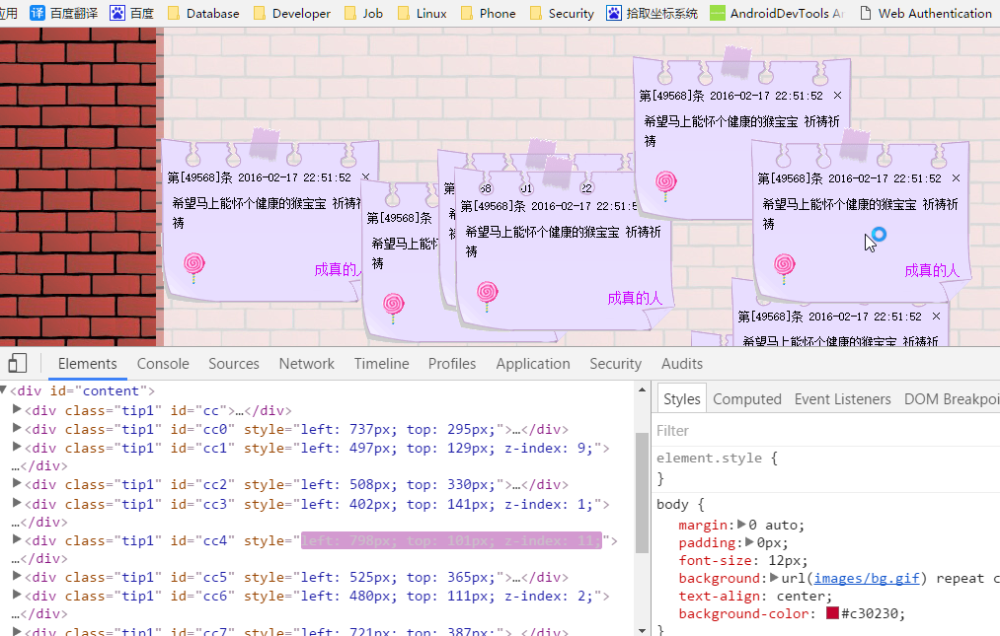 应用 百度翻译 百度 Database Developer Job Linux Phone Security 拾取坐标系统 AndroidDevTools Web Authentication
第[49568]条 2016-02-17 22:51:52 ×
希望马上能怀个健康的猴宝宝 祈祷祈
祷
第[49568]条 2016-02-17 22:51:52 ×
希望马上能怀个健康的猴宝宝 祈祷
祷
成真的人
第[49568]条
希望马上能怀
祷
第
希
祷
68 01 22
第[49568]条 2016-02-17 22:51:5
希望马上能怀个健康的猴宝宝 祈祷祈
祷
成真的人
第[49568]条 2016-02-17 22:51:52 ×
希望马上能怀个健康的猴宝宝 祈祷祈
祷
成真的人
第[49568]条 2016-02-17 22:51:52 ×
希望马上能怀个健康的猴宝宝 祈祷祈
Elements Console Sources Network Timeline Profiles Application Security Audits
<div id="content">
<div class="tip1" id="cc">…</div>
<div class="tip1" id="cc0" style="left: 737px; top: 295px;">…</div>
<div class="tip1" id="cc1" style="left: 497px; top: 129px; z-index: 9;">
…</div>
<div class="tip1" id="cc2" style="left: 508px; top: 330px;">…</div>
<div class="tip1" id="cc3" style="left: 402px; top: 141px; z-index: 1;">
…</div>
<div class="tip1" id="cc4" style="left: 798px; top: 101px; z-index: 11;">
…</div>
<div class="tip1" id="cc5" style="left: 525px; top: 365px;">…</div>
<div class="tip1" id="cc6" style="left: 480px; top: 111px; z-index: 2;">
…</div>
<div class="tip1" id="cc7" style="left: 721px; top: 387px;">…</div>
Styles Computed Event Listeners DOM Breakpoi
Filter
element.style {
}
body {
margin: 0 auto;
padding: 0px;
font-size: 12px;
background: url(images/bg.gif) repeat c
text-align: center;
background-color: #c30230;
}